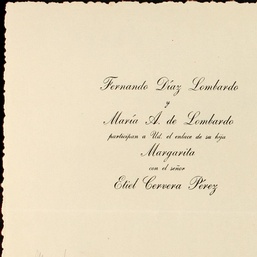 Fernando Díaz Lombardo
y
María A. de Lombardo
participan a Ud. el enlace de su hija
Margarita
con el señor
Etiel Cervera Pérez